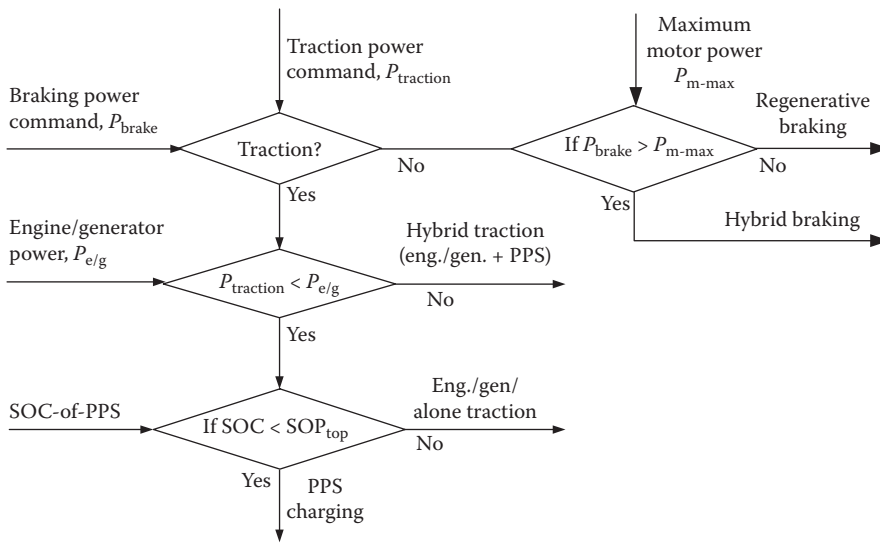 Traction power
command, P_traction
Maximum
motor power
P_m-max
Braking power
command, P_brake
Regenerative
braking
Traction?
No
If P_brake > P_m-max
No
Yes
Yes
Hybrid braking
Engine/generator
power, P_e/g
Hybrid traction
(eng./gen. + PPS)
P_traction < P_e/g
No
Yes
SOC-of-PPS
Eng./gen/
alone traction
If SOC < SOP_top
No
Yes
PPS
charging